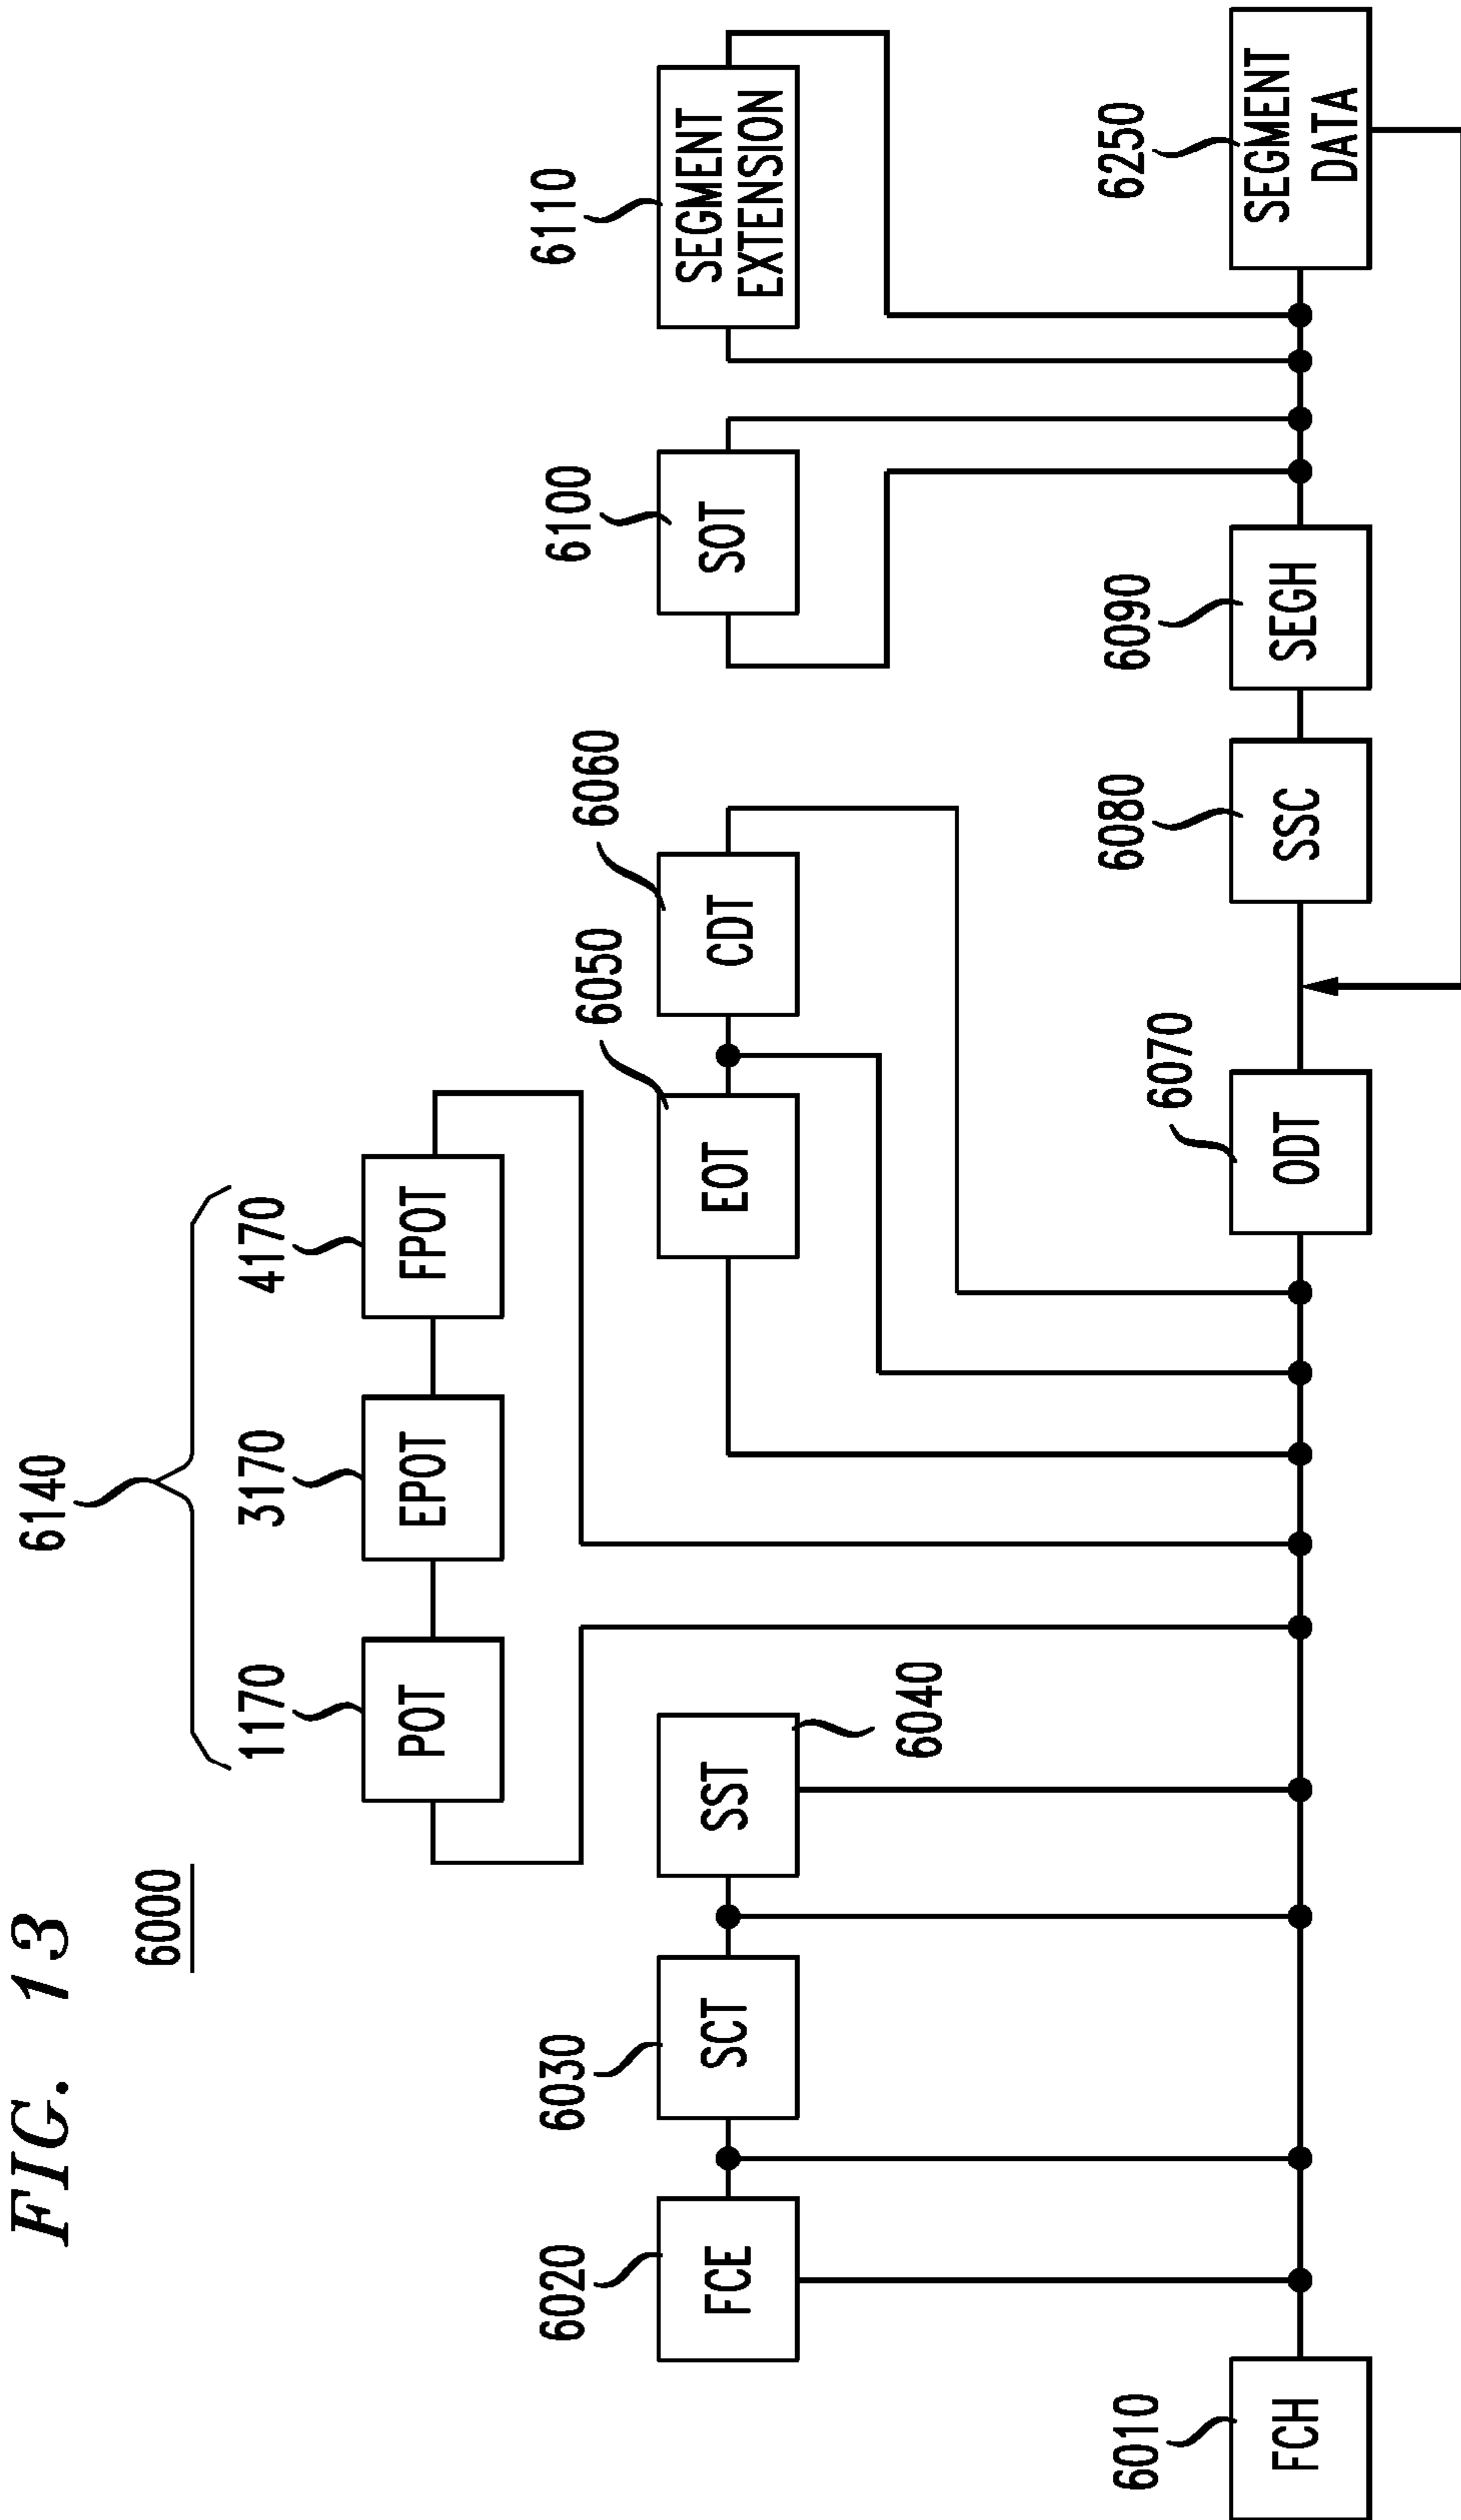 FIG. 13
6000
6140
1170
3170
4170
POT
EPOT
FPOT
6020
6030
6040
6050
6060
6100
6110
FCE
SCT
SST
EOT
CDT
SOT
SEGMENT
EXTENSION
6010
6070
6080
6090
6250
FCH
ODT
SSC
SEGH
SEGMENT
DATA